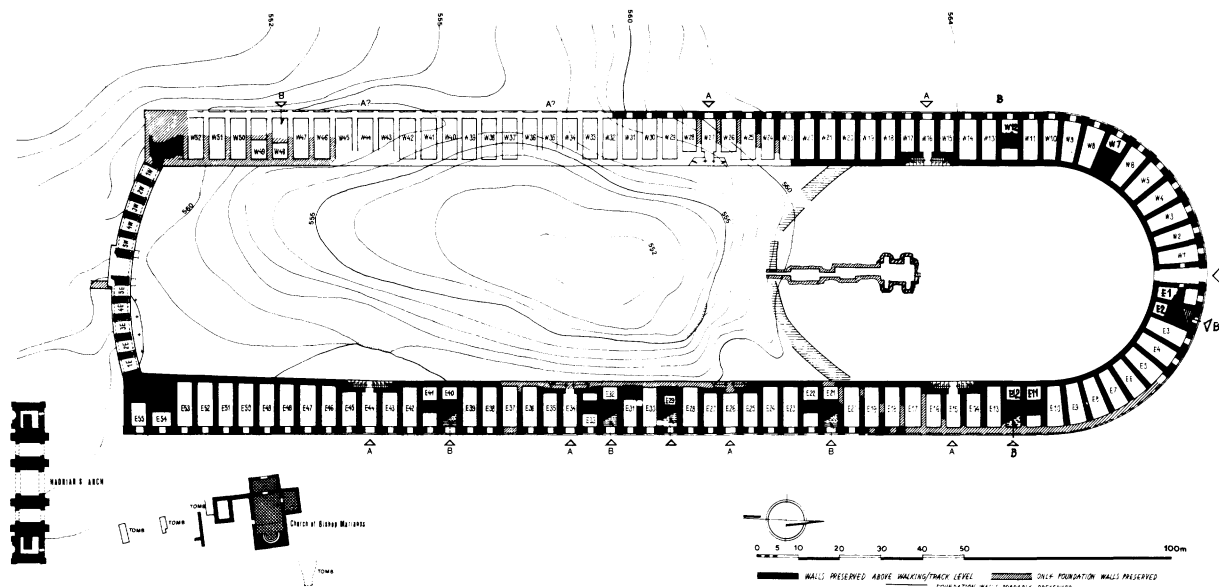 552
555
560
564
B
A?
A?
A
A
B
W52 W51 W50 W49 W48 W47 W46 W45 W44 W43 W42 W41 W40 W39 W38 W37 W36 W35 W34 W33 W32 W31 W30 W29 W28 W27 W26 W25 W24 W23 W22 W21 W20 W19 W18 W17 W16 W15 W14 W13 W12 W11 W10 W9 W8 W7
W6
W5
W4
W3
W2
W1
560
555
552
555
560
5E
4E
3E
2E
1E
E1
E2
B
E3
E4
E5
E6
E7
E8
E9
E55 E54 E53 E52 E51 E50 E49 E48 E47 E46 E45 E44 E43 E42 E41 E40 E39 E38 E37 E36 E35 E34 E33 E32 E31 E29 E28 E27 E26 E25 E24 E23 E22 E21 E19 E18 E17 E16 E15 E14 E13 E12 E11 E10
A
B
A
B
A
B
A
B
HADRIAN'S ARCH
TOMB
TOMB
TOMB
Church of Bishop Marianos
TOMB
0 5 10 20 30 40 50 100m
WALLS PRESERVED ABOVE WALKING/TRACK LEVEL
ONLY FOUNDATION WALLS PRESERVED